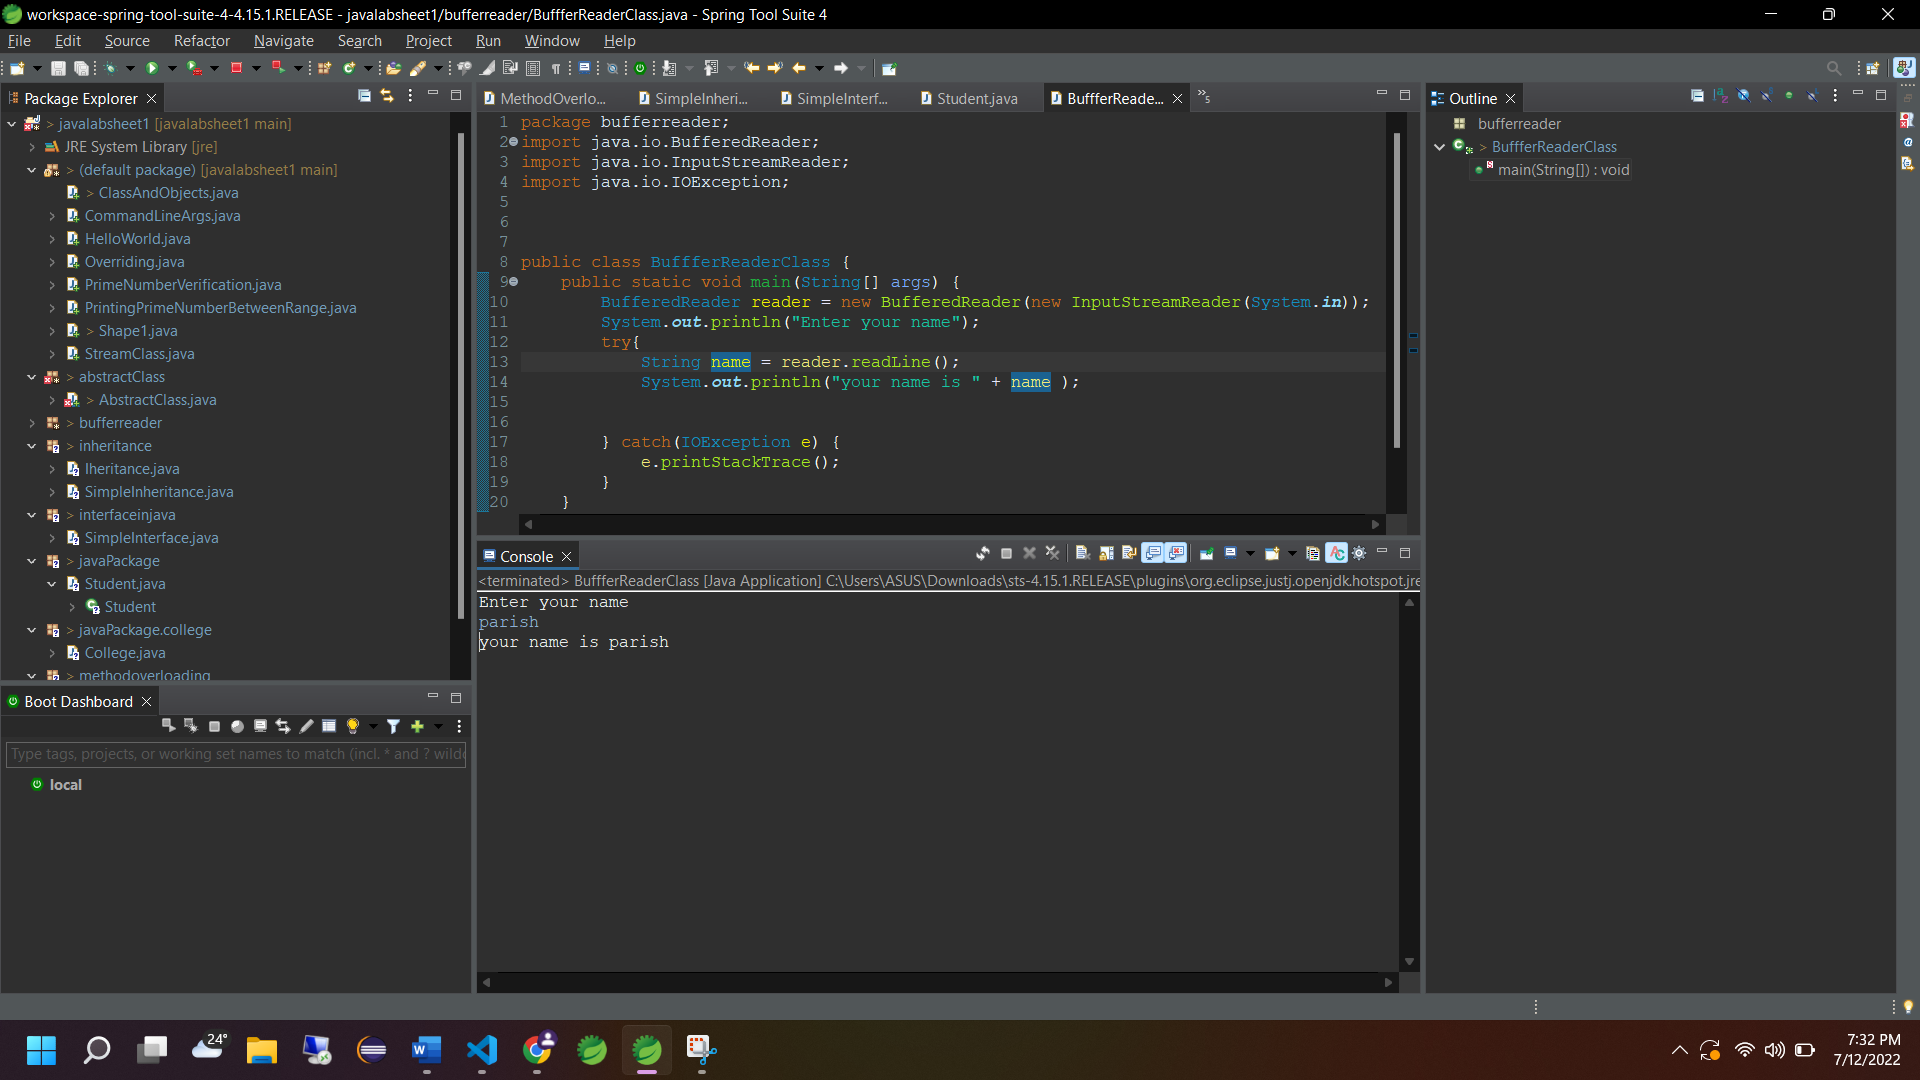 workspace-spring-tool-suite-4-4.15.1.RELEASE - javalabsheet1/bufferreader/BuffferReaderClass.java - Spring Tool Suite 4
File Edit Source Refactor Navigate Search Project Run Window Help
Package Explorer
> javalabsheet1 [javalabsheet1 main]
JRE System Library [jre]
> (default package) [javalabsheet1 main]
> ClassAndObjects.java
CommandLineArgs.java
HelloWorld.java
Overriding.java
PrimeNumberVerification.java
PrintingPrimeNumberBetweenRange.java
> Shape1.java
StreamClass.java
> abstractClass
> AbstractClass.java
> bufferreader
> inheritance
Iheritance.java
SimpleInheritance.java
> interfaceinjava
SimpleInterface.java
> javaPackage
Student.java
Student
> javaPackage.college
College.java
> methodoverloading
Boot Dashboard
Type tags, projects, or working set names to match (incl. * and ? wildc
local
MethodOverlo... SimpleInheri... SimpleInterf... Student.java BuffferReade... »5
1 package bufferreader;
2 import java.io.BufferedReader;
3 import java.io.InputStreamReader;
4 import java.io.IOException;
5
6
7
8 public class BuffferReaderClass {
9 public static void main(String[] args) {
10 BufferedReader reader = new BufferedReader(new InputStreamReader(System.in));
11 System.out.println("Enter your name");
12 try{
13 String name = reader.readLine();
14 System.out.println("your name is " + name );
15
16
17 } catch(IOException e) {
18 e.printStackTrace();
19 }
20 }
Console
<terminated> BuffferReaderClass [Java Application] C:\Users\ASUS\Downloads\sts-4.15.1.RELEASE\plugins\org.eclipse.justj.openjdk.hotspot.jre
Enter your name
parish
your name is parish
Outline
bufferreader
> BuffferReaderClass
main(String[]) : void
24°
7:32 PM
7/12/2022